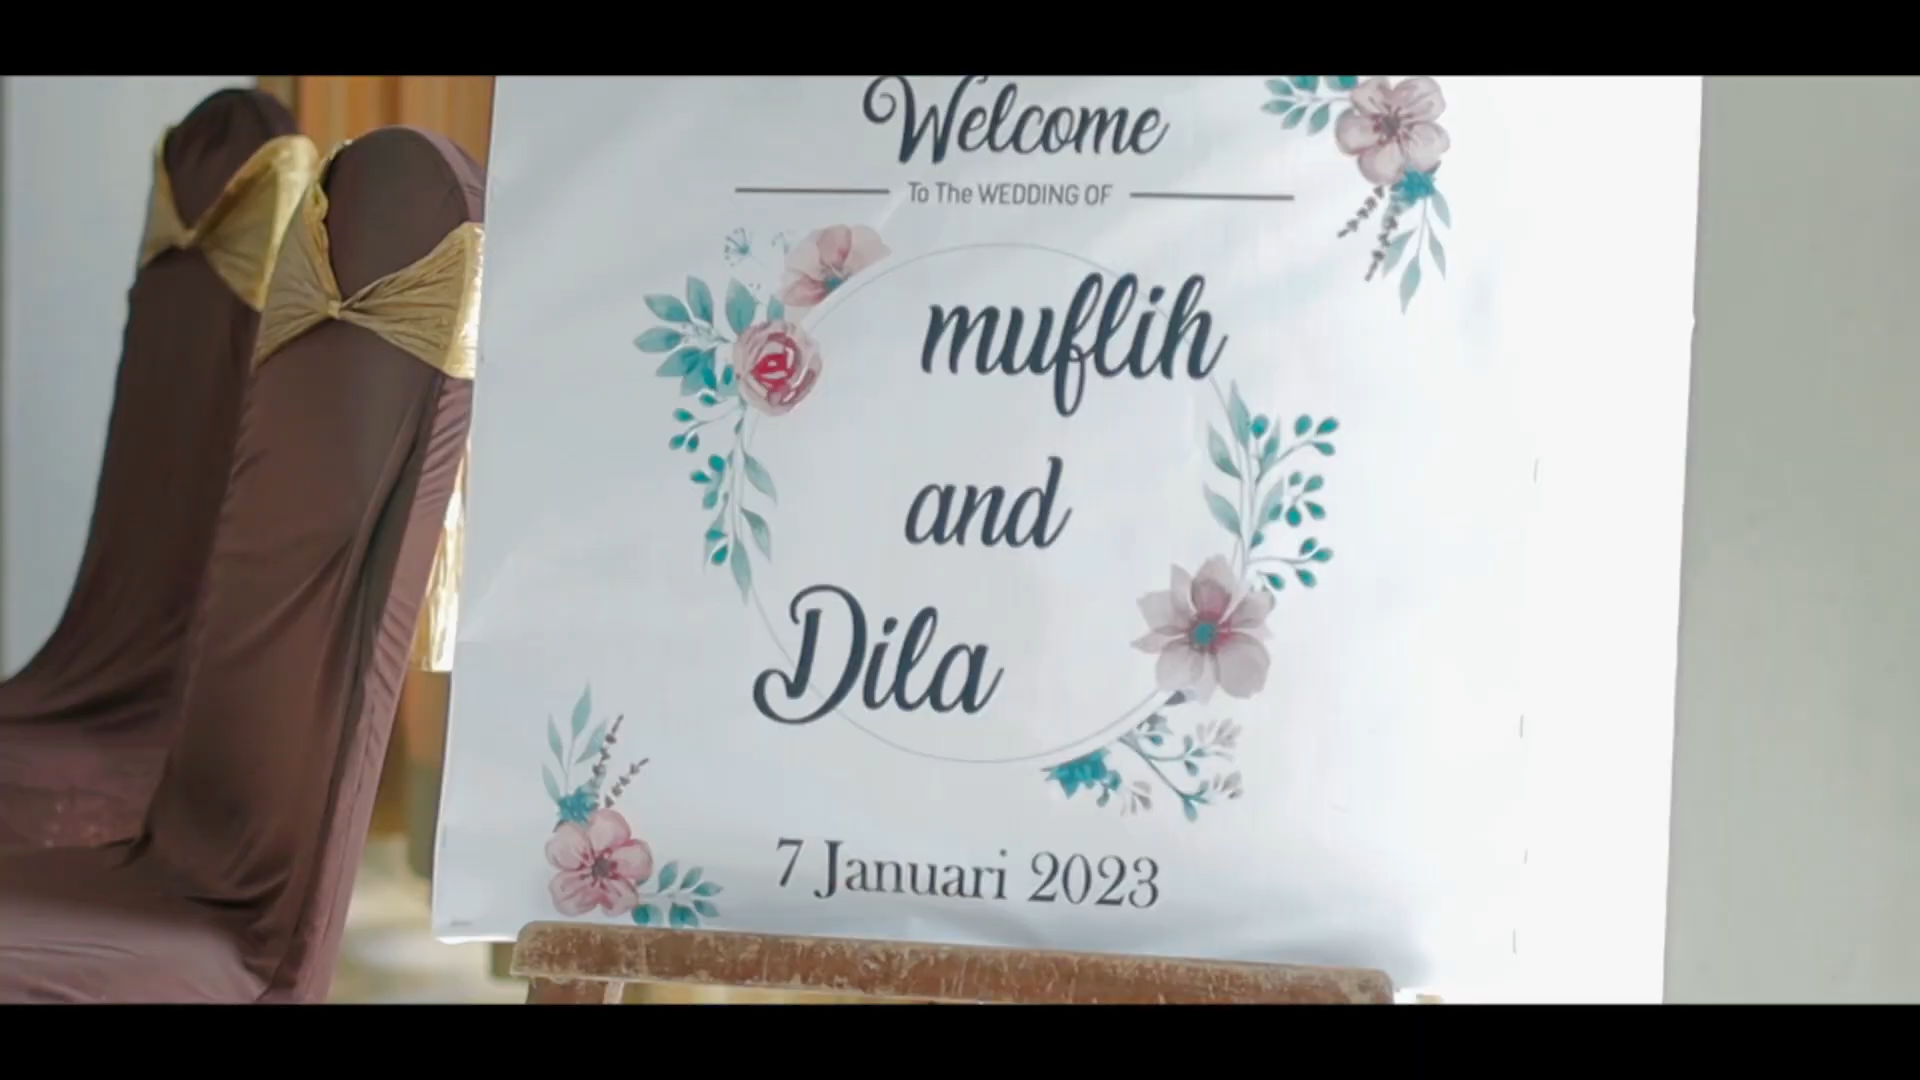 Welcome
To The WEDDING OF
muflih
and
Dila
7 Januari 2023